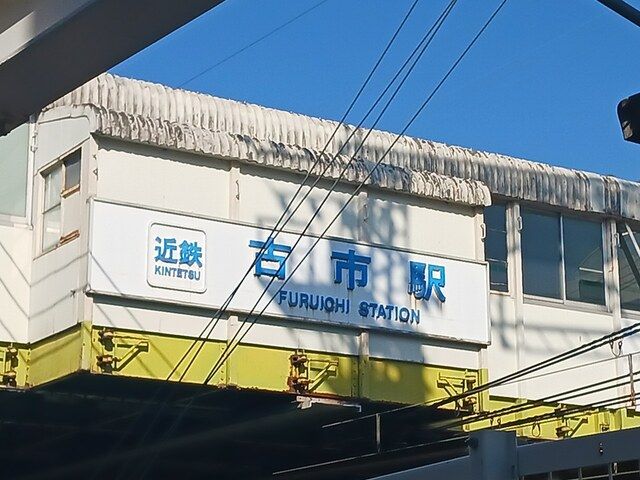 近鉄
KINTETSU
古市駅
FURUICHI STATION